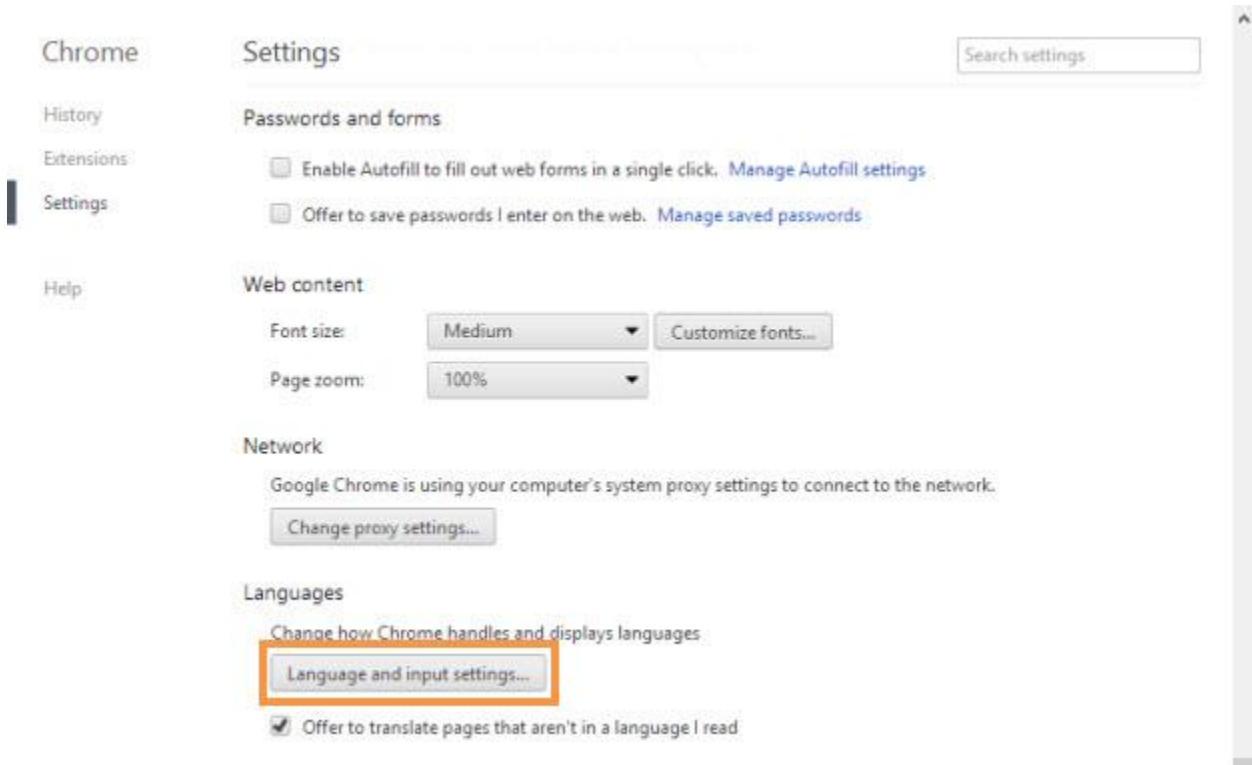 Chrome
Settings
Search settings
History
Extensions
Settings
Help
Passwords and forms
Enable Autofill to fill out web forms in a single click. Manage Autofill settings
Offer to save passwords I enter on the web. Manage saved passwords
Web content
Font size: Medium Customize fonts...
Page zoom: 100%
Network
Google Chrome is using your computer's system proxy settings to connect to the network.
Change proxy settings...
Languages
Change how Chrome handles and displays languages
Language and input settings...
Offer to translate pages that aren't in a language I read